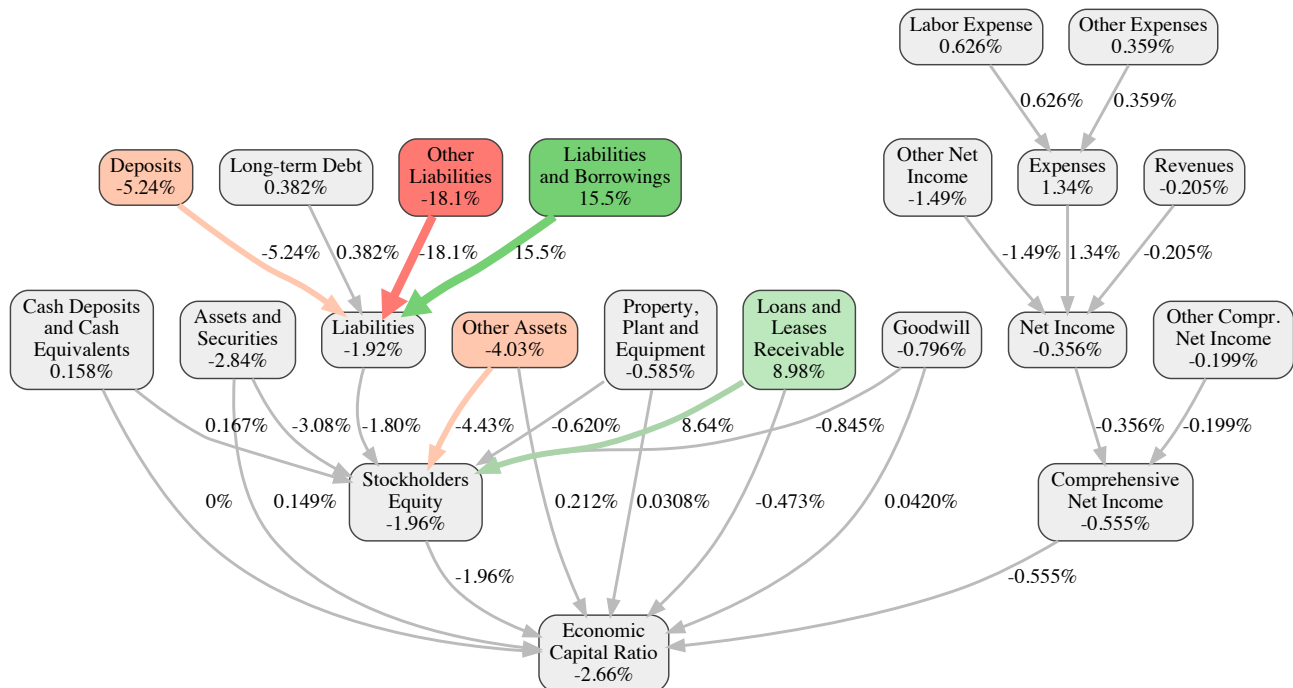 Labor Expense
0.626%
Other Expenses
0.359%
0.626%
0.359%
Deposits
-5.24%
Long-term Debt
0.382%
Other
Liabilities
-18.1%
Liabilities
and Borrowings
15.5%
Other Net
Income
-1.49%
Expenses
1.34%
Revenues
-0.205%
-5.24%
0.382%
-18.1%
15.5%
-1.49%
1.34%
-0.205%
Cash Deposits
and Cash
Equivalents
0.158%
Assets and
Securities
-2.84%
Liabilities
-1.92%
Other Assets
-4.03%
Property,
Plant and
Equipment
-0.585%
Loans and
Leases
Receivable
8.98%
Goodwill
-0.796%
Net Income
-0.356%
Other Compr.
Net Income
-0.199%
0.167%
-3.08%
-1.80%
-4.43%
-0.620%
8.64%
-0.845%
-0.356%
-0.199%
Stockholders
Equity
-1.96%
Comprehensive
Net Income
-0.555%
0%
0.149%
0.212%
0.0308%
-0.473%
0.0420%
-1.96%
-0.555%
Economic
Capital Ratio
-2.66%